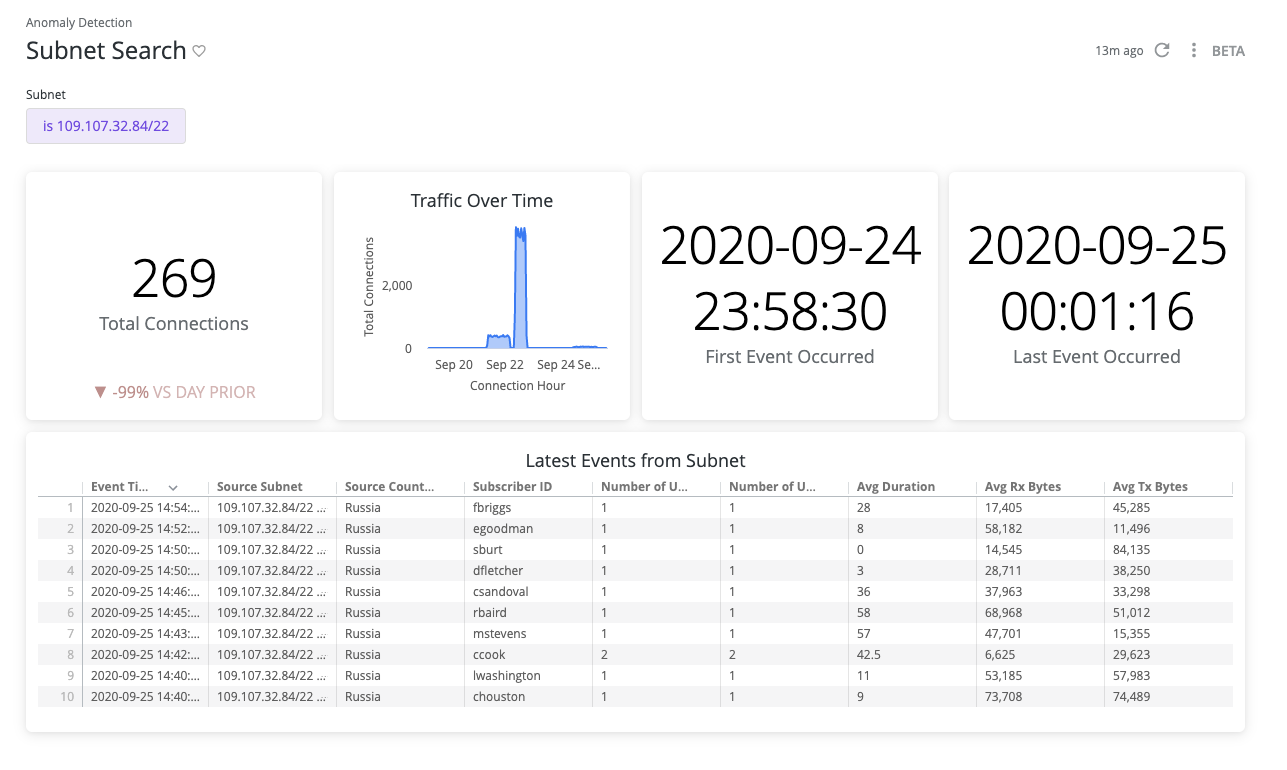 Anomaly Detection
Subnet Search
13m ago BETA
Subnet
is 109.107.32.84/22
269
Total Connections
▼ -99% VS DAY PRIOR
Traffic Over Time
Total Connections
2,000
0
Sep 20 Sep 22 Sep 24 Se...
Connection Hour
2020-09-24
23:58:30
First Event Occurred
2020-09-25
00:01:16
Last Event Occurred
Latest Events from Subnet
Event Ti... Source Subnet Source Count... Subscriber ID Number of U... Number of U... Avg Duration Avg Rx Bytes Avg Tx Bytes
1 2020-09-25 14:54:... 109.107.32.84/22 ... Russia fbriggs 1 1 28 17,405 45,285
2 2020-09-25 14:52:... 109.107.32.84/22 ... Russia egoodman 1 1 8 58,182 11,496
3 2020-09-25 14:50:... 109.107.32.84/22 ... Russia sburt 1 1 0 14,545 84,135
4 2020-09-25 14:50:... 109.107.32.84/22 ... Russia dfletcher 1 1 3 28,711 38,250
5 2020-09-25 14:46:... 109.107.32.84/22 ... Russia csandoval 1 1 36 37,963 33,298
6 2020-09-25 14:45:... 109.107.32.84/22 ... Russia rbaird 1 1 58 68,968 51,012
7 2020-09-25 14:43:... 109.107.32.84/22 ... Russia mstevens 1 1 57 47,701 15,355
8 2020-09-25 14:42:... 109.107.32.84/22 ... Russia ccook 2 2 42.5 6,625 29,623
9 2020-09-25 14:40:... 109.107.32.84/22 ... Russia lwashington 1 1 11 53,185 57,983
10 2020-09-25 14:40:... 109.107.32.84/22 ... Russia chouston 1 1 9 73,708 74,489